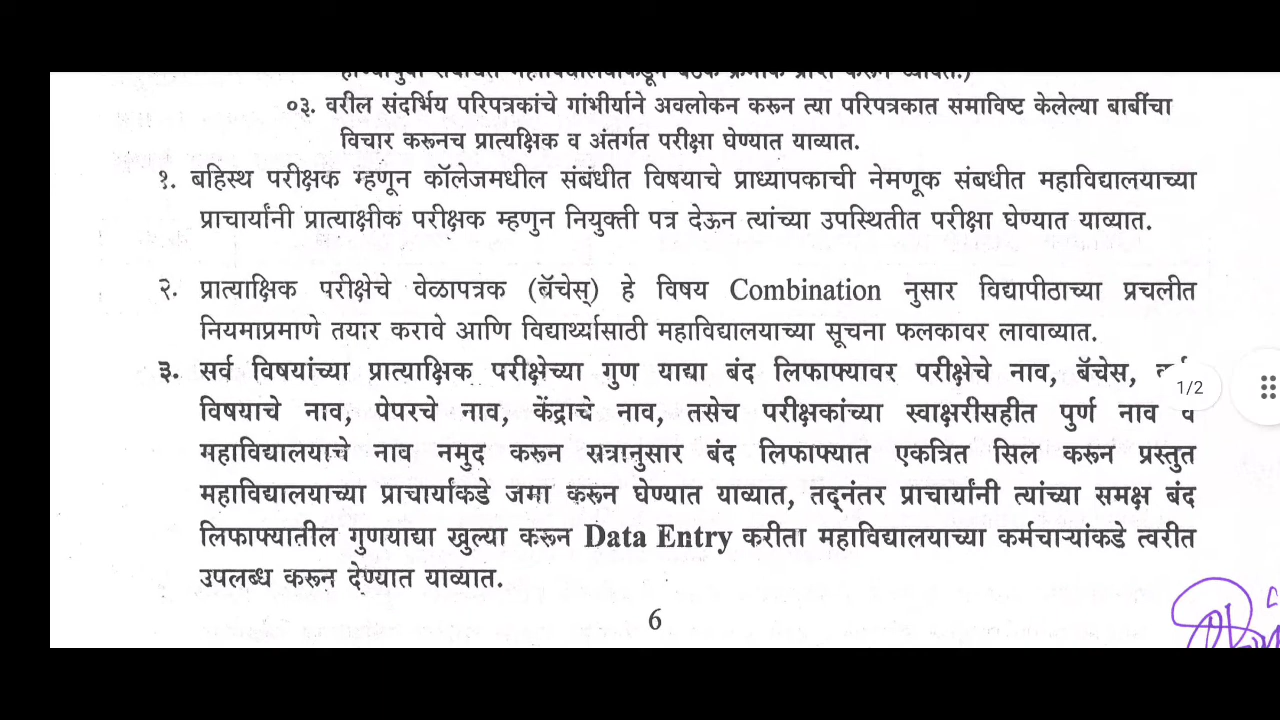 ०३. वरील संदर्भिय परिपत्रकांचे गांभीर्याने अवलोकन करून त्या परिपत्रकात समाविष्ट केलेल्या बाबींचा
विचार करूनच प्रात्यक्षिक व अंतर्गत परीक्षा घेण्यात याव्यात.
१. बहिस्थ परीक्षक म्हणून कॉलेजमधील संबंधीत विषयाचे प्राध्यापकाची नेमणूक संबधीत महाविद्यालयाच्या
प्राचार्यांनी प्रात्याक्षीक परीक्षक म्हणुन नियुक्ती पत्र देऊन त्यांच्या उपस्थितीत परीक्षा घेण्यात याव्यात.
२. प्रात्याक्षिक परीक्षेचे वेळापत्रक (बॅचेस्) हे विषय Combination नुसार विद्यापीठाच्या प्रचलीत
नियमाप्रमाणे तयार करावे आणि विद्यार्थ्यासाठी महाविद्यालयाच्या सूचना फलकावर लावाव्यात.
३. सर्व विषयांच्या प्रात्याक्षिक परीक्षेच्या गुण याद्या बंद लिफाफ्यावर परीक्षेचे नाव, बॅचेस,
विषयाचे नाव, पेपरचे नाव, केंद्राचे नाव, तसेच परीक्षकांच्या स्वाक्षरीसहीत पुर्ण नाव व
महाविद्यालयाचे नाव नमुद करून सत्रानुसार बंद लिफाफ्यात एकत्रित सिल करून प्रस्तुत
महाविद्यालयाच्या प्राचार्यांकडे जमा करून घेण्यात याव्यात, तद्नंतर प्राचार्यांनी त्यांच्या समक्ष बंद
लिफाफ्यातील गुणयाद्या खुल्या करून Data Entry करीता महाविद्यालयाच्या कर्मचाऱ्यांकडे त्वरीत
उपलब्ध करून देण्यात याव्यात.
1/2
6